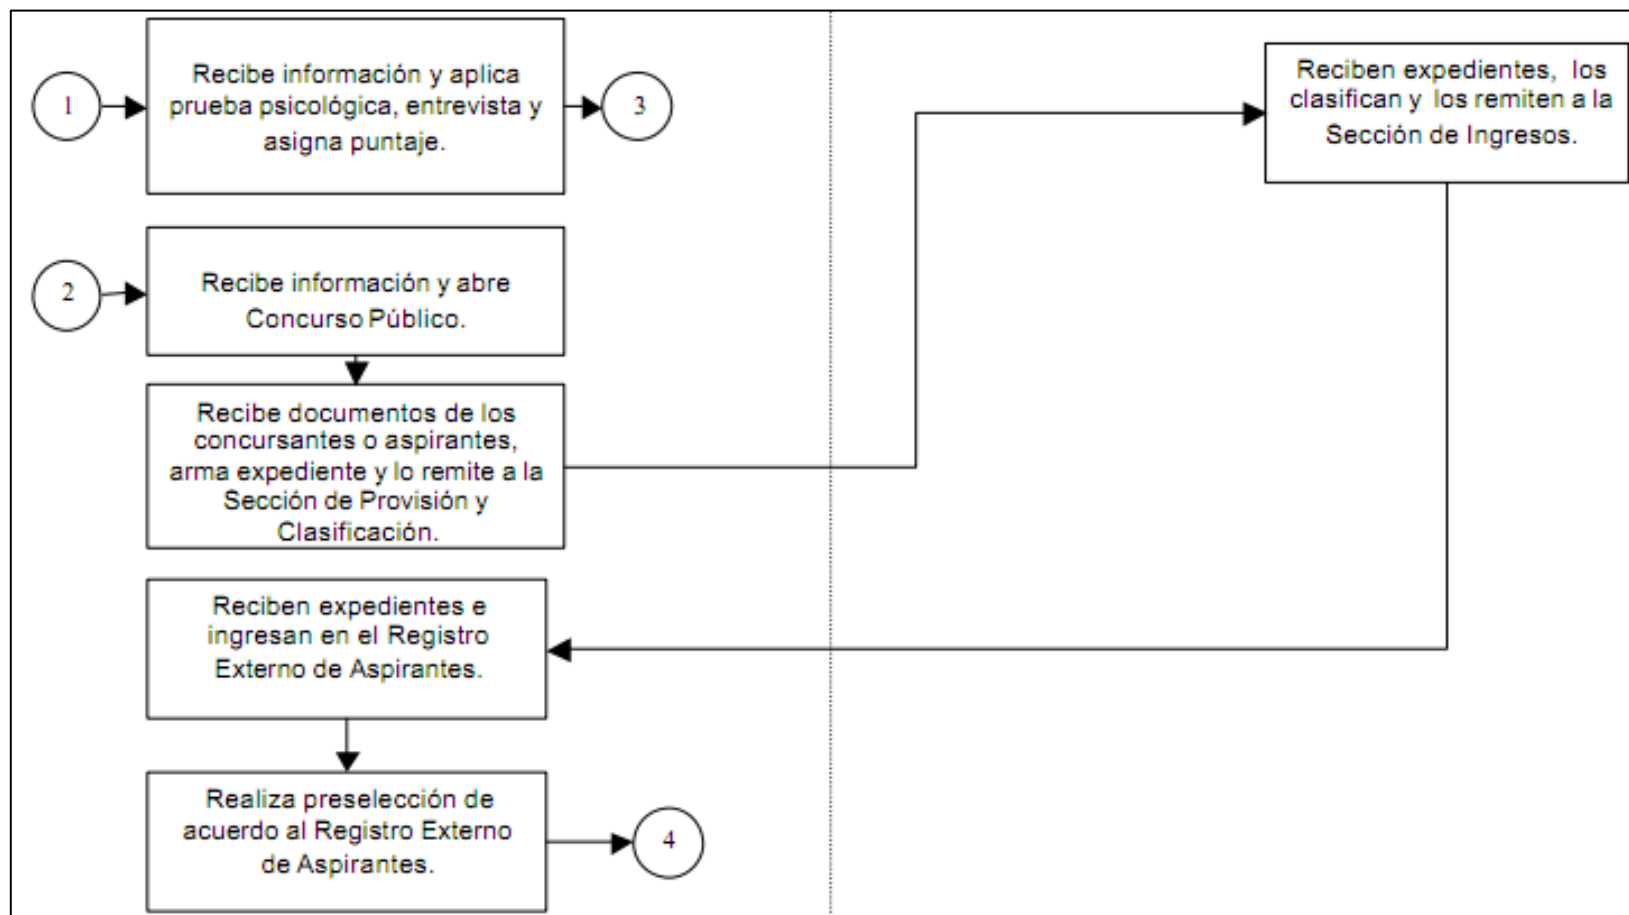 1
Recibe información y aplica
prueba psicológica, entrevista y
asigna puntaje.
3
Reciben expedientes, los
clasifican y los remiten a la
Sección de Ingresos.
2
Recibe información y abre
Concurso Público.
Recibe documentos de los
concursantes o aspirantes,
arma expediente y lo remite a la
Sección de Provisión y
Clasificación.
Reciben expedientes e
ingresan en el Registro
Externo de Aspirantes.
Realiza preselección de
acuerdo al Registro Externo
de Aspirantes.
4